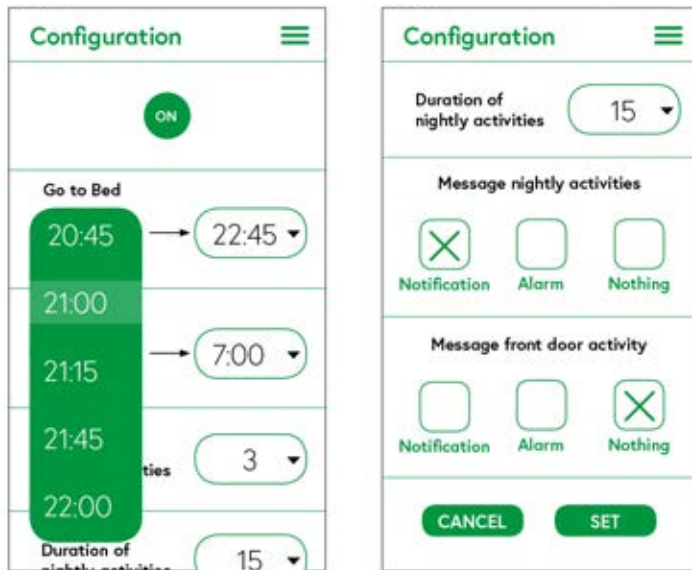 Configuration
ON
Go to Bed
20:45
22:45
21:00
21:15
7:00
21:45
ties
3
22:00
Duration of
nightly activities
15
Configuration
Duration of
nightly activities
15
Message nightly activities
Notification Alarm Nothing
Message front door activity
Notification Alarm Nothing
CANCEL SET